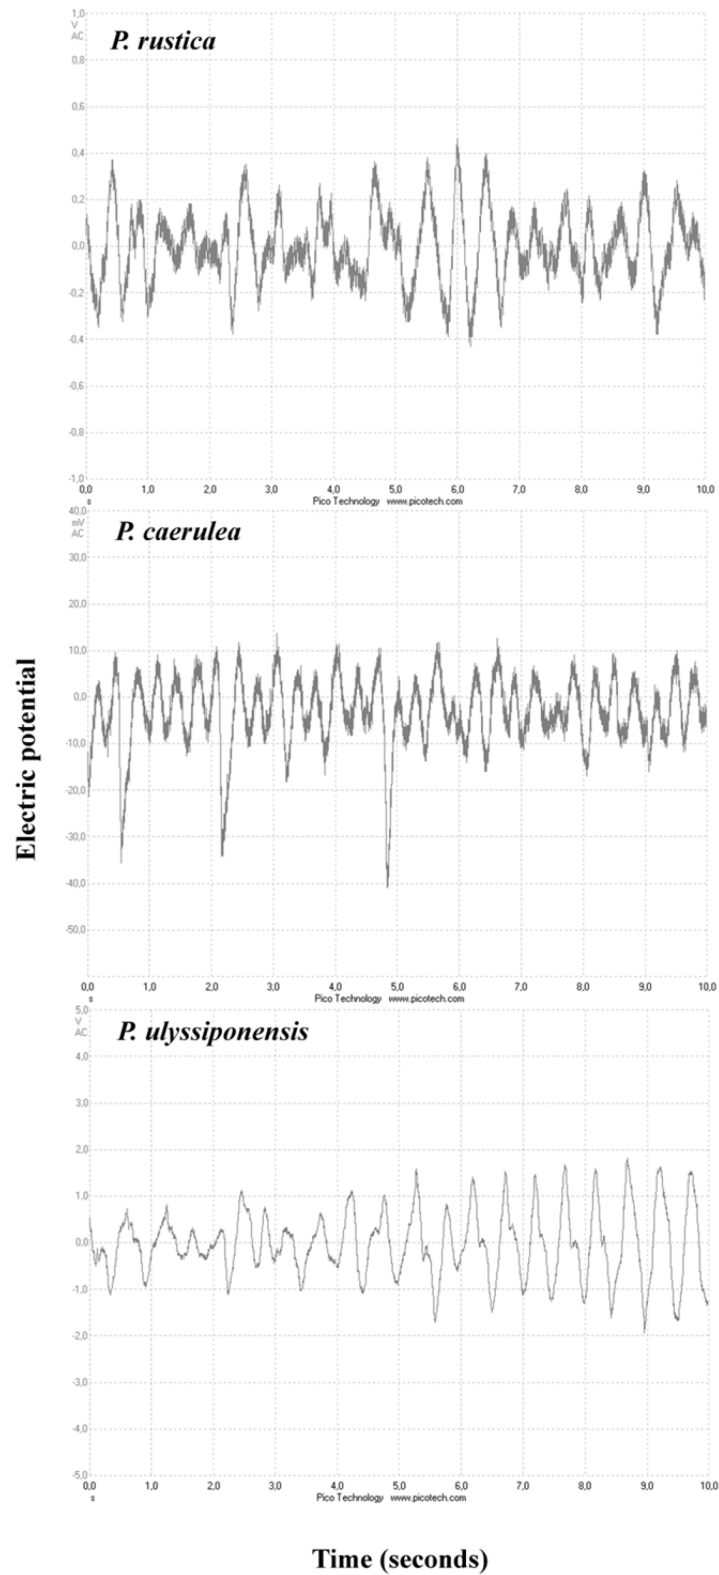 1,0
V
AC
P. rustica
0,8
0,6
0,4
0,2
0,0
-0,2
-0,4
-0,6
-0,8
-1,0
0,0 1,0 2,0 3,0 4,0 5,0 6,0 7,0 8,0 9,0 10,0
s
Pico Technology www.picotech.com
40,0
mV
AC
P. caerulea
30,0
20,0
10,0
0,0
-10,0
-20,0
-30,0
-40,0
-50,0
0,0 1,0 2,0 3,0 4,0 5,0 6,0 7,0 8,0 9,0 10,0
s
Pico Technology www.picotech.com
Electric potential
5,0
V
AC
P. ulyssiponensis
4,0
3,0
2,0
1,0
0,0
-1,0
-2,0
-3,0
-4,0
-5,0
0,0 1,0 2,0 3,0 4,0 5,0 6,0 7,0 8,0 9,0 10,0
s
Pico Technology www.picotech.com
Time (seconds)